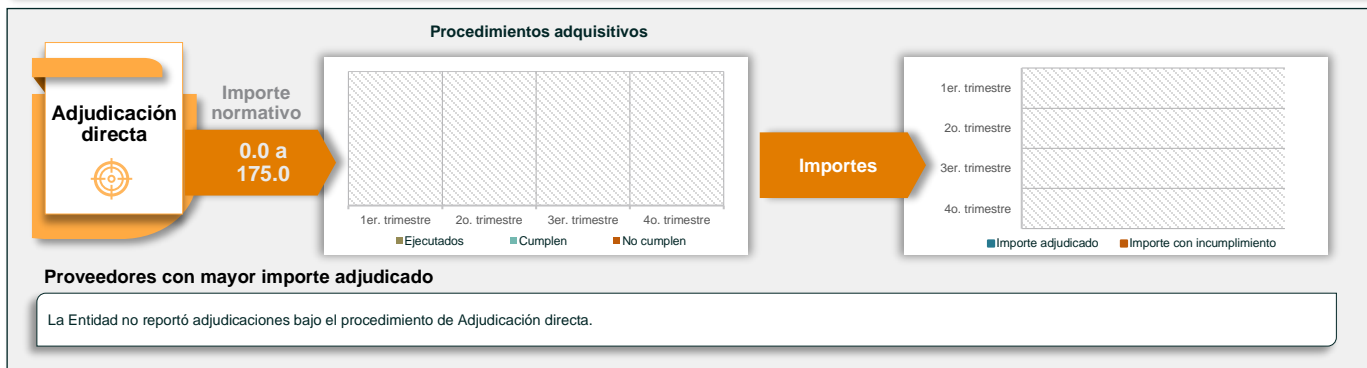 Procedimientos adquisitivos
Adjudicación
directa
Importe
normativo
0.0 a
175.0
1er. trimestre 2o. trimestre 3er. trimestre 4o. trimestre
Ejecutados Cumplen No cumplen
Importes
1er. trimestre
2o. trimestre
3er. trimestre
4o. trimestre
Importe adjudicado Importe con incumplimiento
Proveedores con mayor importe adjudicado
La Entidad no reportó adjudicaciones bajo el procedimiento de Adjudicación directa.